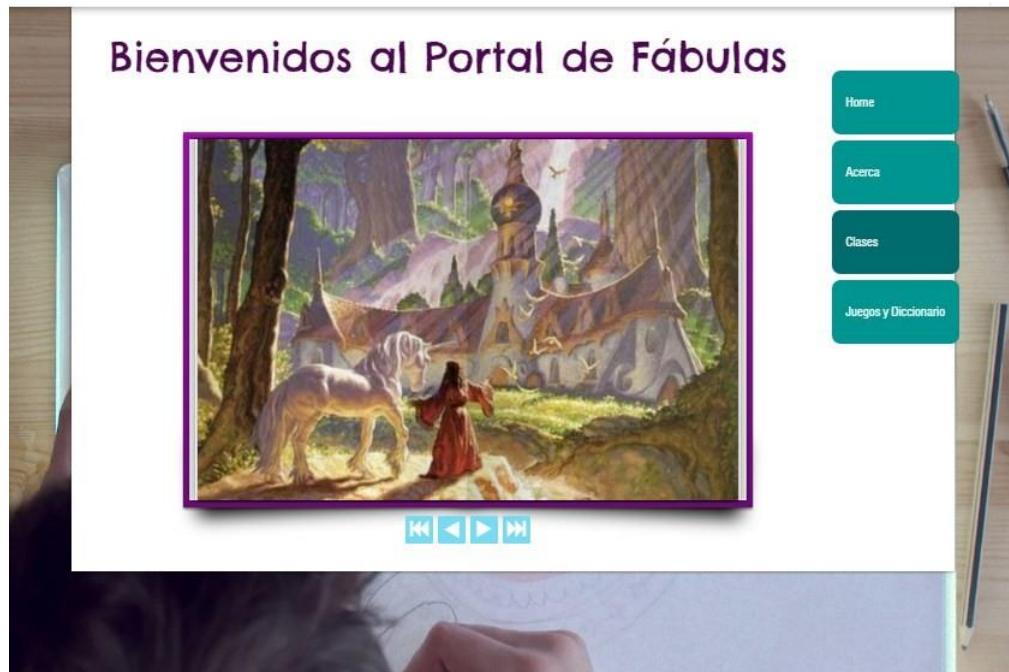 Bienvenidos al Portal de Fábulas
Home
Acerca
Clases
Juegos y Diccionario